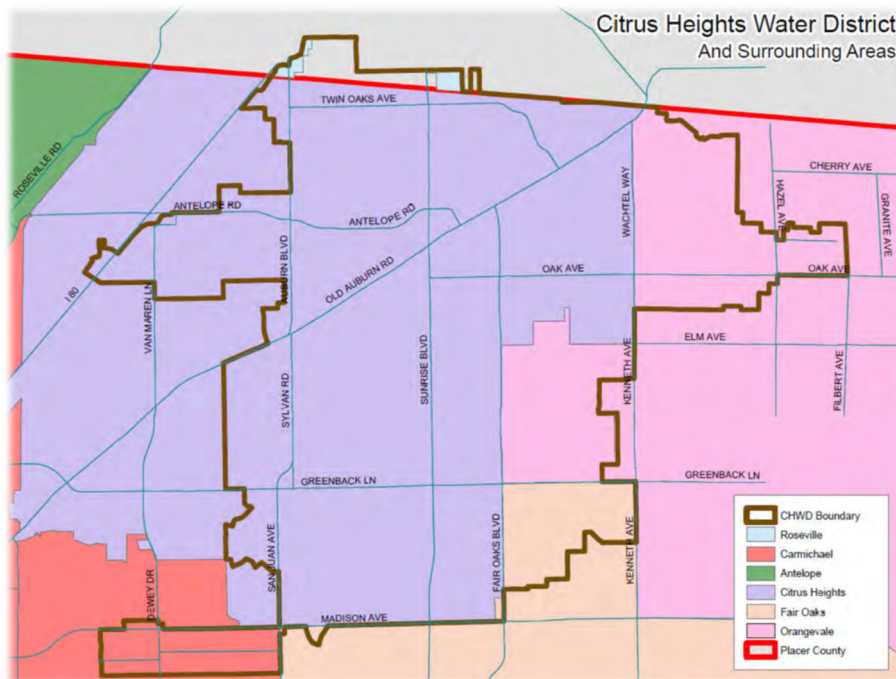 Citrus Heights Water District
And Surrounding Areas
TWIN OAKS AVE
CHERRY AVE
ROSEVILLE RD
WACHTEL WAY
HAZEL AVE
GRANITE AVE
ANTELOPE RD
ANTELOPE RD
AUBURN BLVD
OLD AUBURN RD
OAK AVE
OAK AVE
I 80
VAN MAREN LN
SUNRISE BLVD
ELM AVE
KENNETH AVE
FILBERT AVE
SYLVAN RD
GREENBACK LN
GREENBACK LN
SAN JUAN AVE
FAIR OAKS BLVD
KENNETH AVE
DEWEY DR
MADISON AVE
CHWD Boundary
Roseville
Carmichael
Antelope
Citrus Heights
Fair Oaks
Orangevale
Placer County